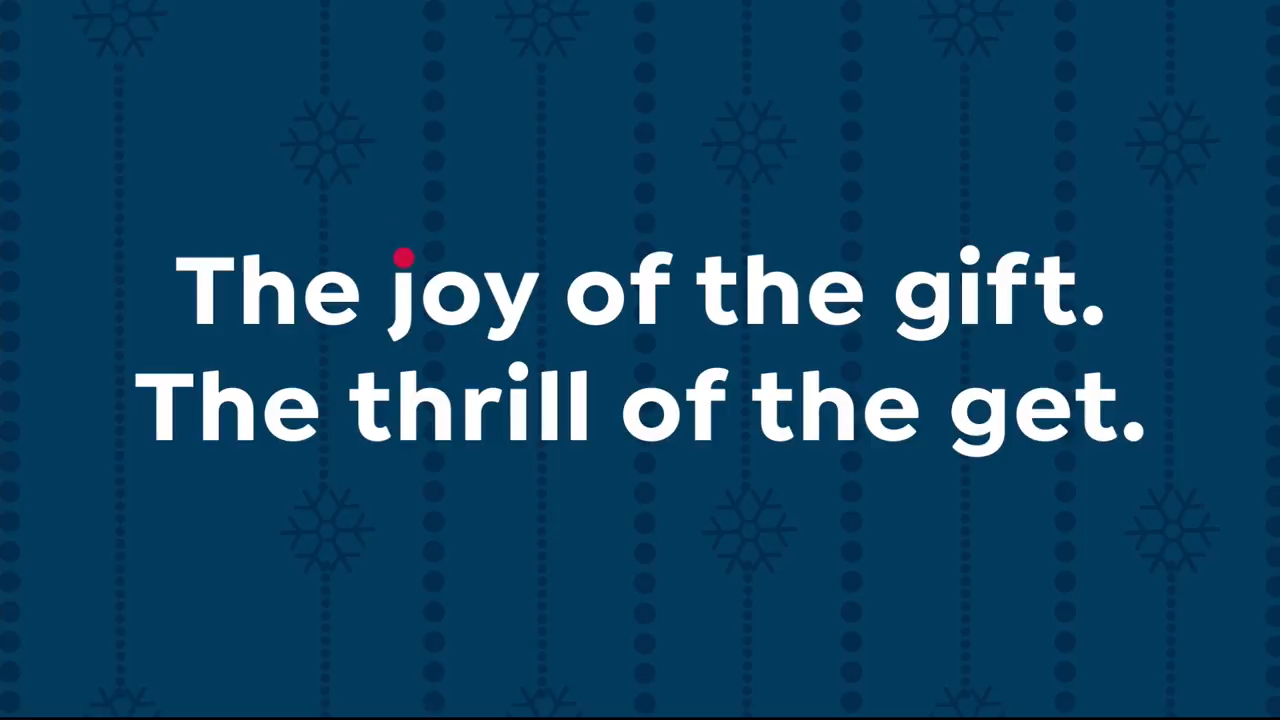 The joy of the gift.
The thrill of the get.